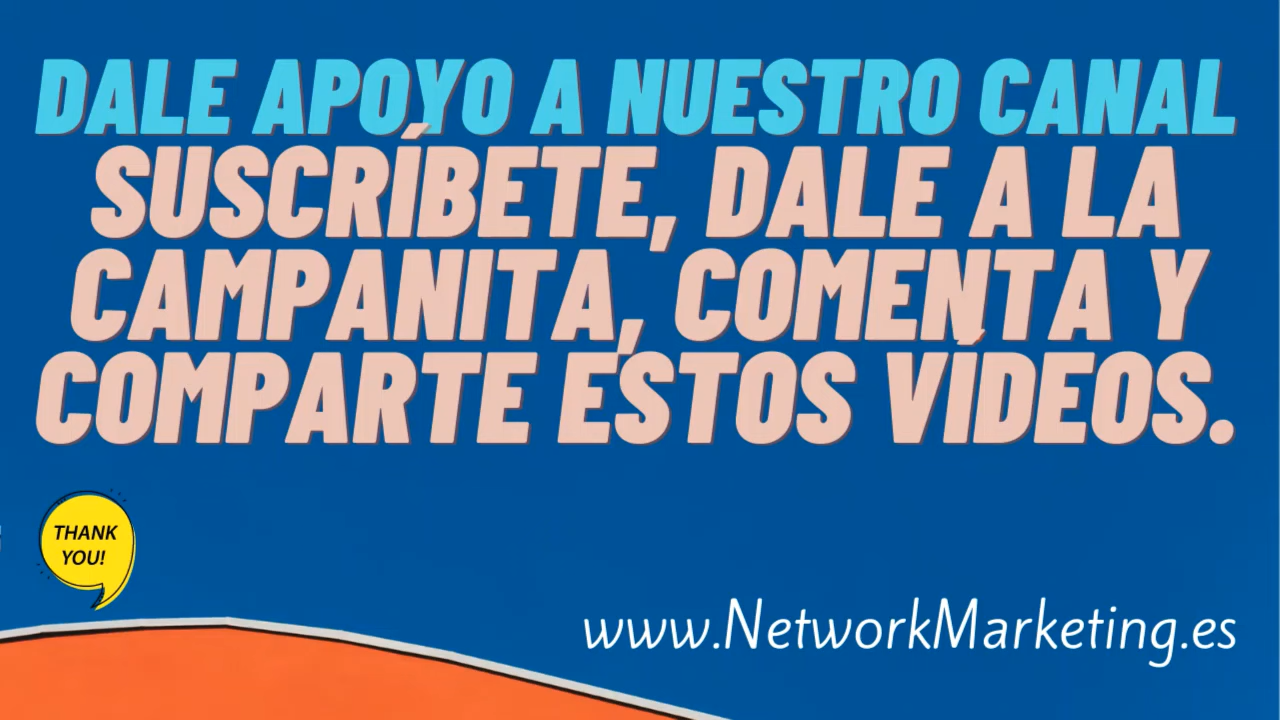 DALE APOYO A NUESTRO CANAL
SUSCRÍBETE, DALE A LA
CAMPANITA, COMENTA Y
COMPARTE ESTOS VÍDEOS.
THANK
YOU!
www.NetworkMarketing.es